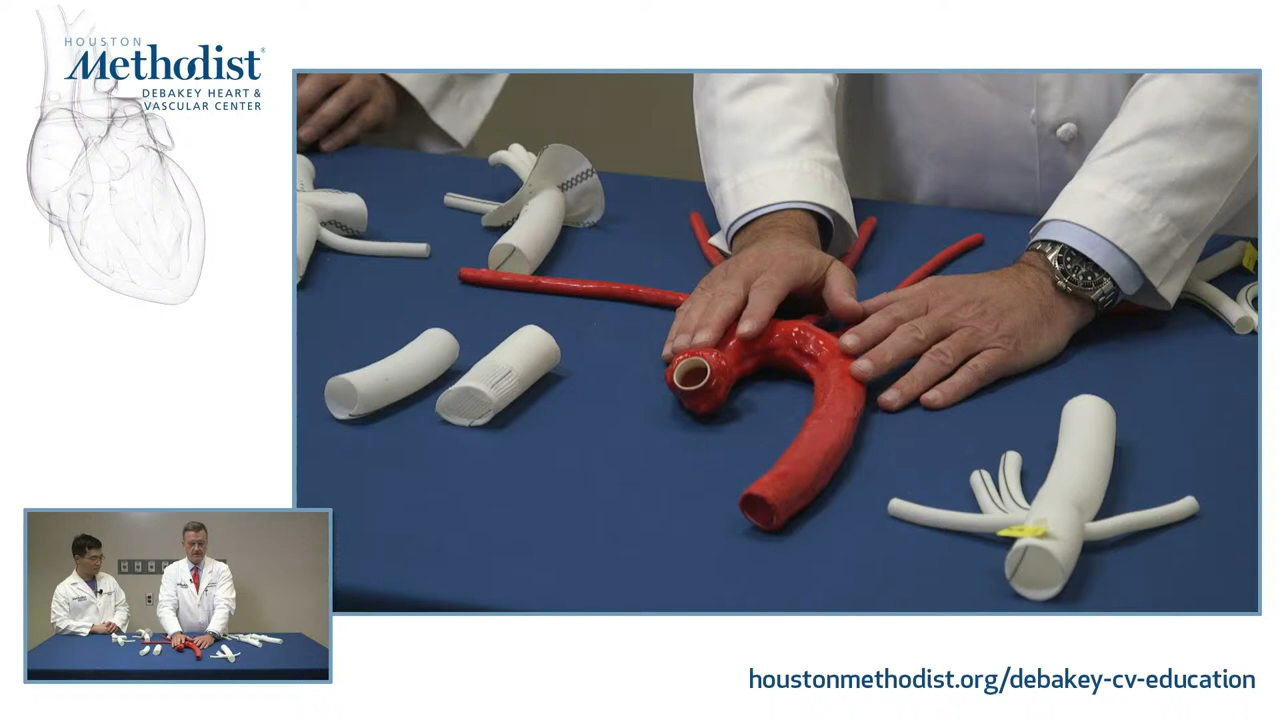 HOUSTON
Methodist®
DEBAKEY HEART &
VASCULAR CENTER
houstonmethodist.org/debakey-cv-education